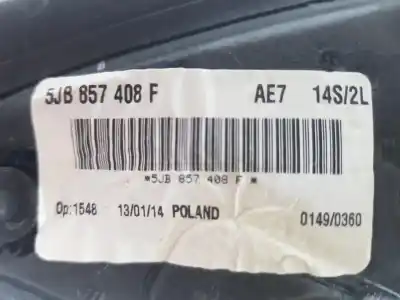 5JB 857 408 F AE7 14S/2L
*5JB 857 408 F *
Op:1548 13/01/14 POLAND 0149/0360